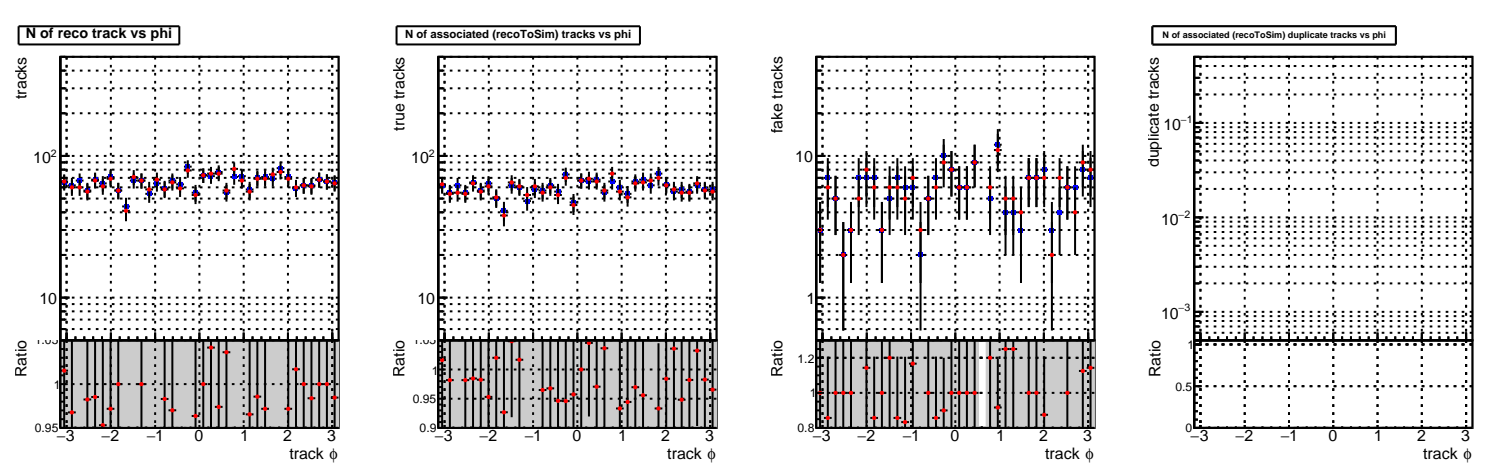 N of reco track vs phi
tracks
10²
10
Ratio
1
0.95
−3 −2 −1 0 1 2 3
track ϕ
N of associated (recoToSim) tracks vs phi
true tracks
10²
10
Ratio
1
0.95
0.9
−3 −2 −1 0 1 2 3
track ϕ
fake tracks
10
1
Ratio
1.2
1
0.8
−3 −2 −1 0 1 2 3
track ϕ
N of associated (recoToSim) duplicate tracks vs phi
duplicate tracks
10⁻¹
10⁻²
10⁻³
Ratio
1
0.5
0
−3 −2 −1 0 1 2 3
track ϕ